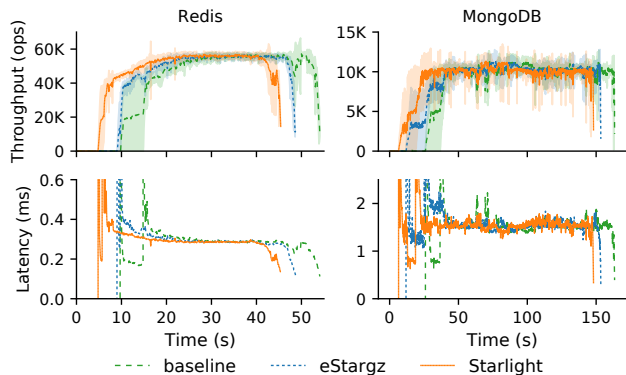 Redis
MongoDB
Throughput (ops)
60K
40K
20K
0
15K
10K
5K
0
Latency (ms)
0.6
0.4
0.2
0.0
2
1
0
0 10 20 30 40 50
0 50 100 150
Time (s)
Time (s)
baseline eStargz Starlight